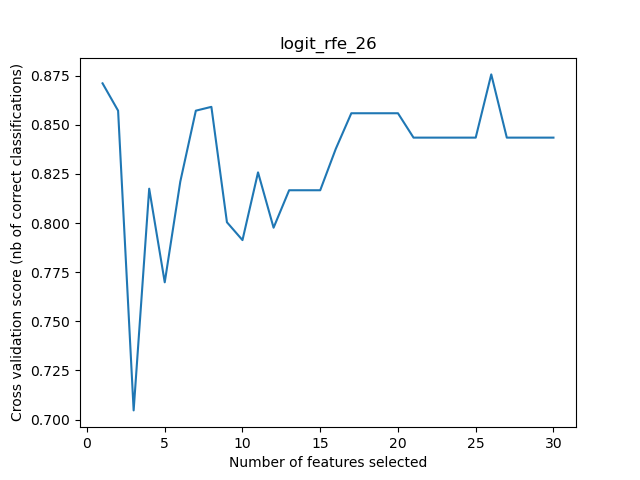 logit_rfe_26
Cross validation score (nb of correct classifications)
0.875
0.850
0.825
0.800
0.775
0.750
0.725
0.700
0 5 10 15 20 25 30
Number of features selected